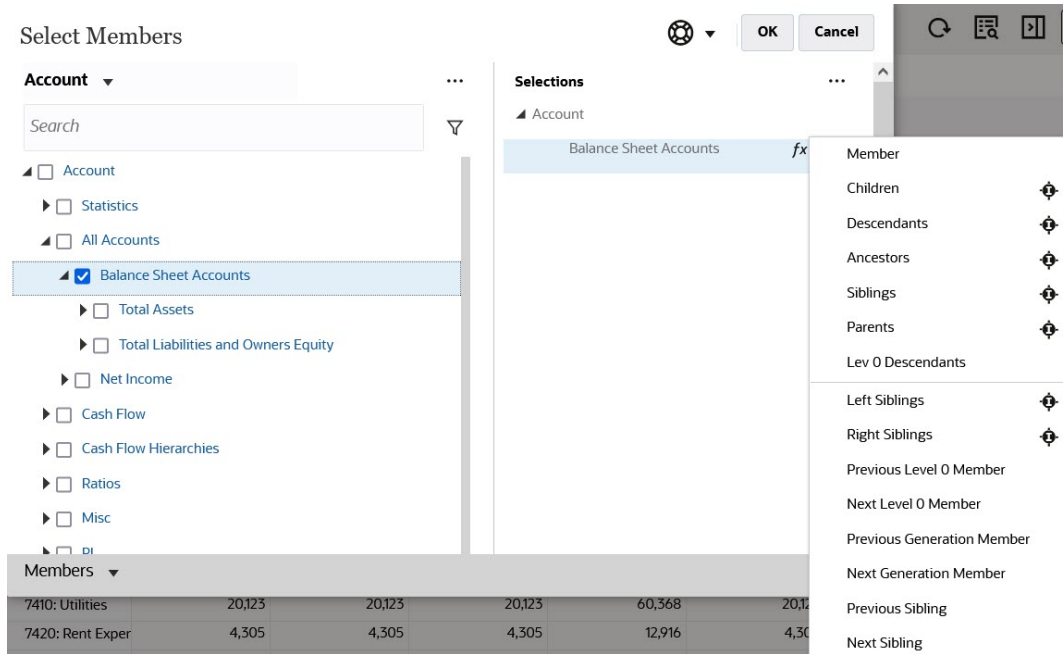 Select Members
OK
Cancel
Account
...
Search
Account
Statistics
All Accounts
Balance Sheet Accounts
Total Assets
Total Liabilities and Owners Equity
Net Income
Cash Flow
Cash Flow Hierarchies
Ratios
Misc
Selections
...
Account
Balance Sheet Accounts fx
Member
Children
Descendants
Ancestors
Siblings
Parents
Lev 0 Descendants
Left Siblings
Right Siblings
Previous Level 0 Member
Next Level 0 Member
Previous Generation Member
Next Generation Member
Previous Sibling
Next Sibling
Members
7410: Utilities 20,123 20,123 20,123 60,368
7420: Rent Exper 4,305 4,305 4,305 12,916